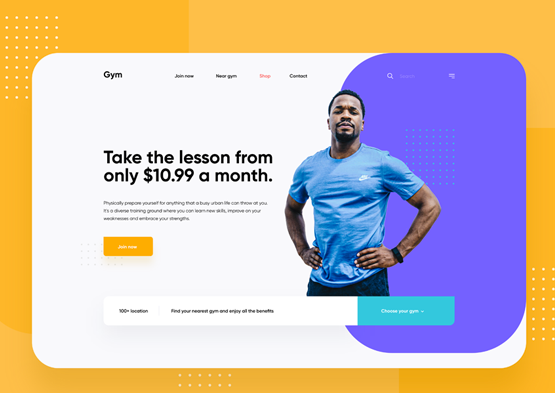 Gym
Join now
Near gym
Shop
Contact
Search
Take the lesson from
only $10.99 a month.
Physically prepare yourself for anything that a busy urban life can throw at you.
It's a diverse training ground where you can learn new skills, improve on your
weaknesses and embrace your strengths.
Join now
100+ location
Find your nearest gym and enjoy all the benefits
Choose your gym →